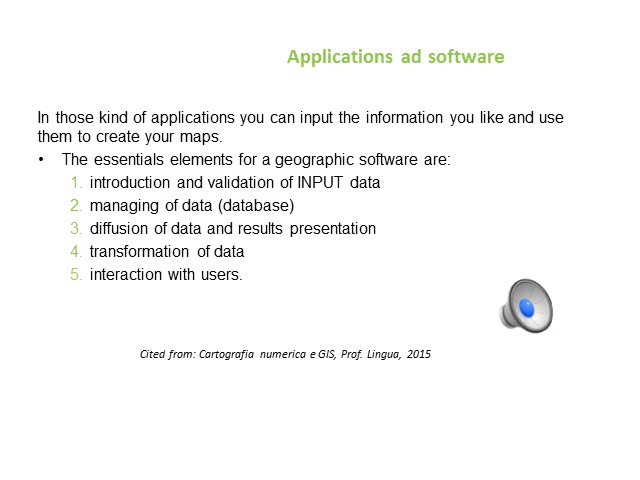 Applications ad software
In those kind of applications you can input the information you like and use
them to create your maps.
• The essentials elements for a geographic software are:
1. introduction and validation of INPUT data
2. managing of data (database)
3. diffusion of data and results presentation
4. transformation of data
5. interaction with users.
Cited from: Cartografia numerica e GIS, Prof. Lingua, 2015